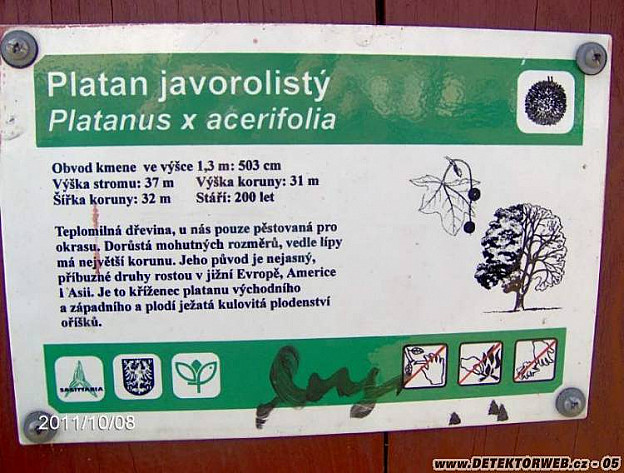 Platan javorolistý
Platanus x acerifolia
Obvod kmene ve výšce 1,3 m: 503 cm
Výška stromu: 37 m Výška koruny: 31 m
Šířka koruny: 32 m Stáří: 200 let
Teplomilná dřevina, u nás pouze pěstovaná pro
okrasu. Dorůstá mohutných rozměrů, vedle lípy
má největší korunu. Jeho původ je nejasný,
příbuzné druhy rostou v jižní Evropě, Americe
i Asii. Je to kříženec platanu východního
a západního a plodí ježatá kulovitá plodenství
oříšků.
SAGITTARIA
2011/10/08
www.DETEKTORWEB.cz - 05